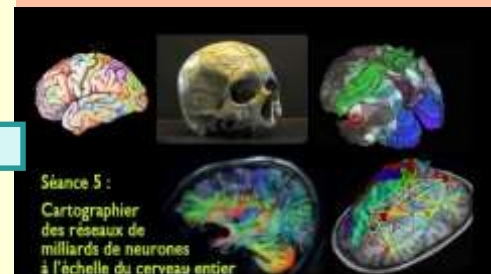 Séance 5 :
Cartographier
des réseaux de
milliards de neurones
à l'échelle du cerveau entier